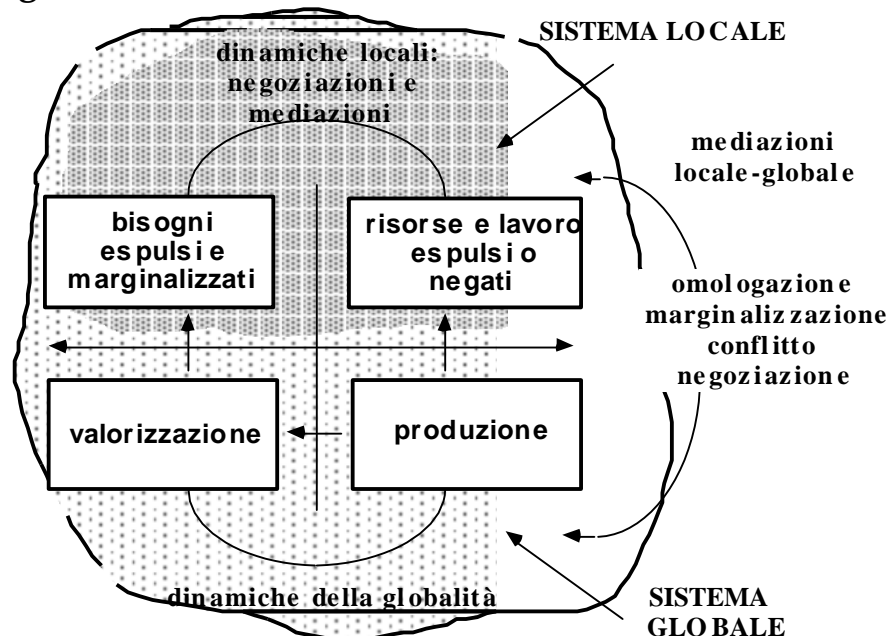 SISTEMA LOCALE
dinamiche locali:
negoziazioni e
mediazioni
mediazioni
locale-globale
bisogni
espulsi e
marginalizzati
risorse e lavoro
espulsi o
negati
omologazione
marginalizzazione
conflitto
negoziazione
valorizzazione
produzione
dinamiche della globalità
SISTEMA
GLOBALE